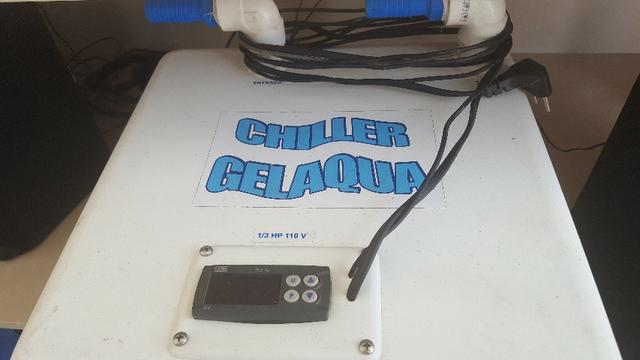 ENTRADA
CHILLER
GELAQUA
1/3 HP 110 V
U
P